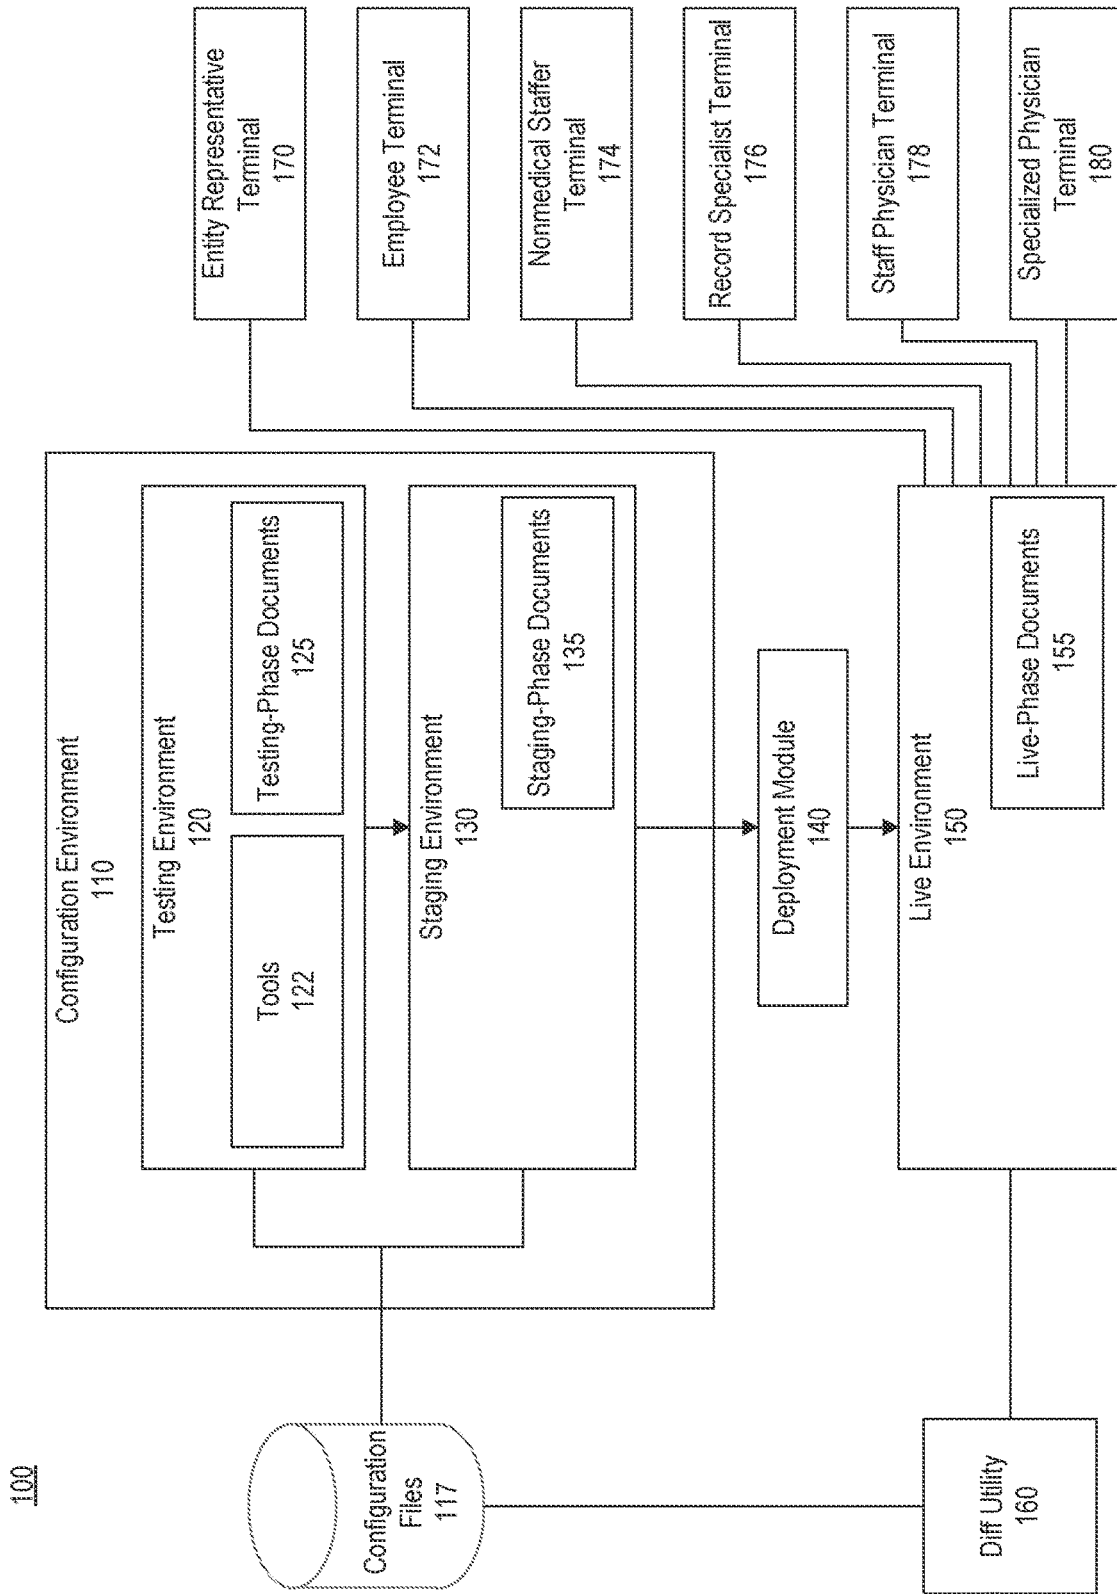 100
Configuration Environment
110
Testing Environment
120
Tools
122
Testing-Phase Documents
125
Staging Environment
130
Staging-Phase Documents
135
Configuration
Files
117
Deployment Module
140
Live Environment
150
Live-Phase Documents
155
Diff Utility
160
Entity Representative
Terminal
170
Employee Terminal
172
Nonmedical Staffer
Terminal
174
Record Specialist Terminal
176
Staff Physician Terminal
178
Specialized Physician
Terminal
180